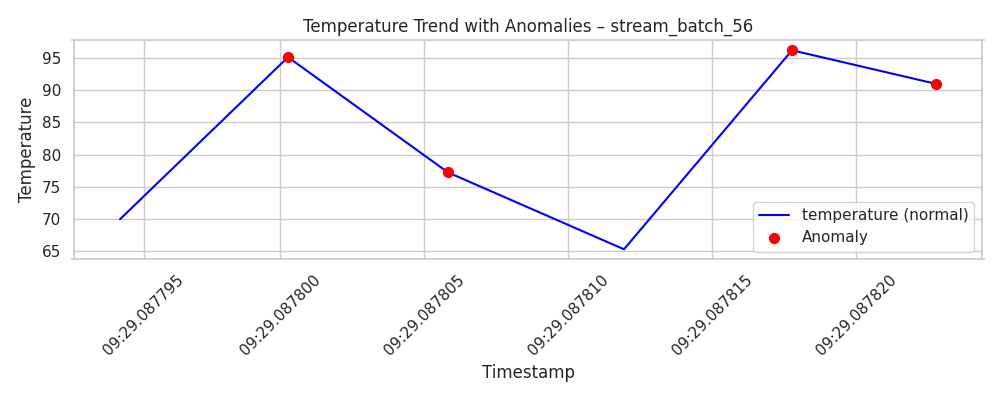 Temperature Trend with Anomalies – stream_batch_56
Temperature
95
90
85
80
75
70
65
temperature (normal)
Anomaly
09:29.087795
09:29.087800
09:29.087805
09:29.087810
09:29.087815
09:29.087820
Timestamp